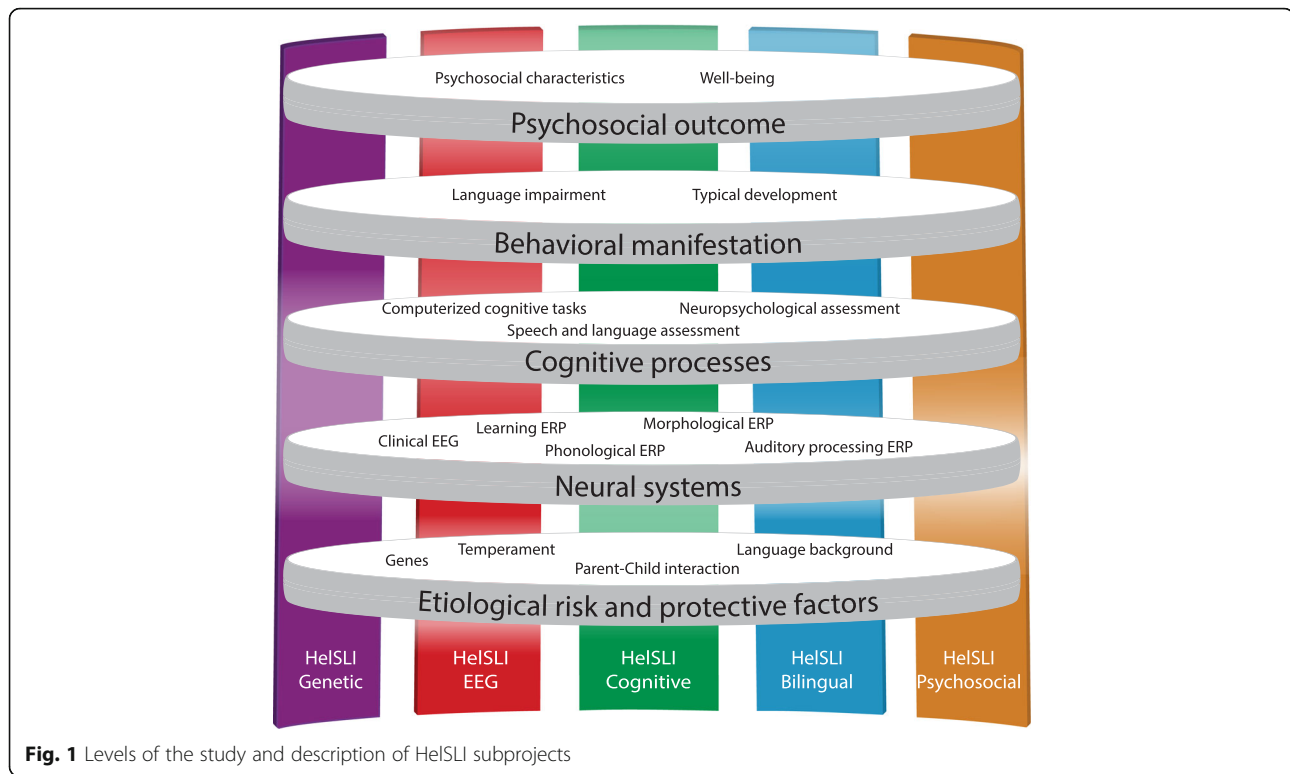 Psychosocial characteristics Well-being
Psychosocial outcome
Language impairment Typical development
Behavioral manifestation
Computerized cognitive tasks Neuropsychological assessment
Speech and language assessment
Cognitive processes
Morphological ERP
Learning ERP
Clinical EEG
Phonological ERP
Auditory processing ERP
Neural systems
Temperament Language background
Genes
Parent-Child interaction
Etiological risk and protective factors
HelSLI
Genetic
HelSLI
EEG
HelSLI
Cognitive
HelSLI
Bilingual
HelSLI
Psychosocial
Fig. 1 Levels of the study and description of HelSLI subprojects